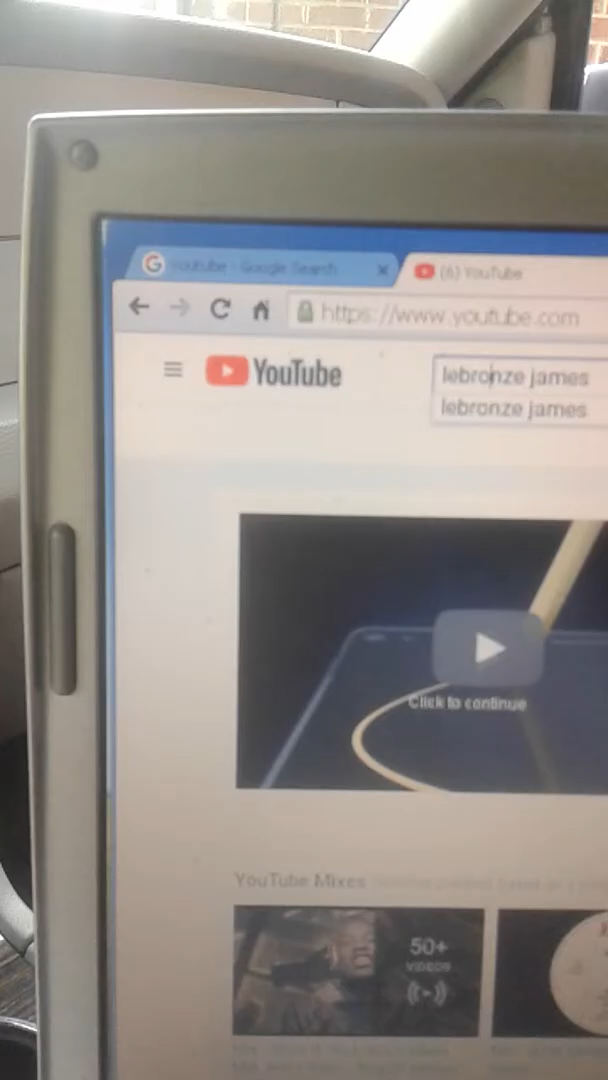 Youtube - Google Search
(6) YouTube
https://www.youtube.com
YouTube
lebronze james
lebronze james
Click to continue
YouTube Mixes
50+
VIDEOS